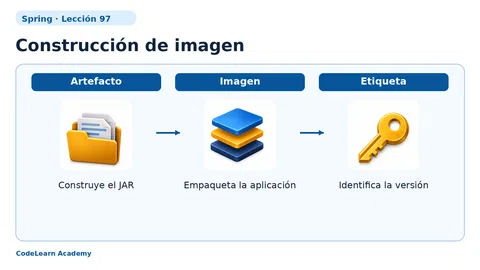 Spring · Lección 97
Construcción de imagen
Artefacto
Imagen
Etiqueta
Construye el JAR
Empaqueta la aplicación
Identifica la versión
CodeLearn Academy